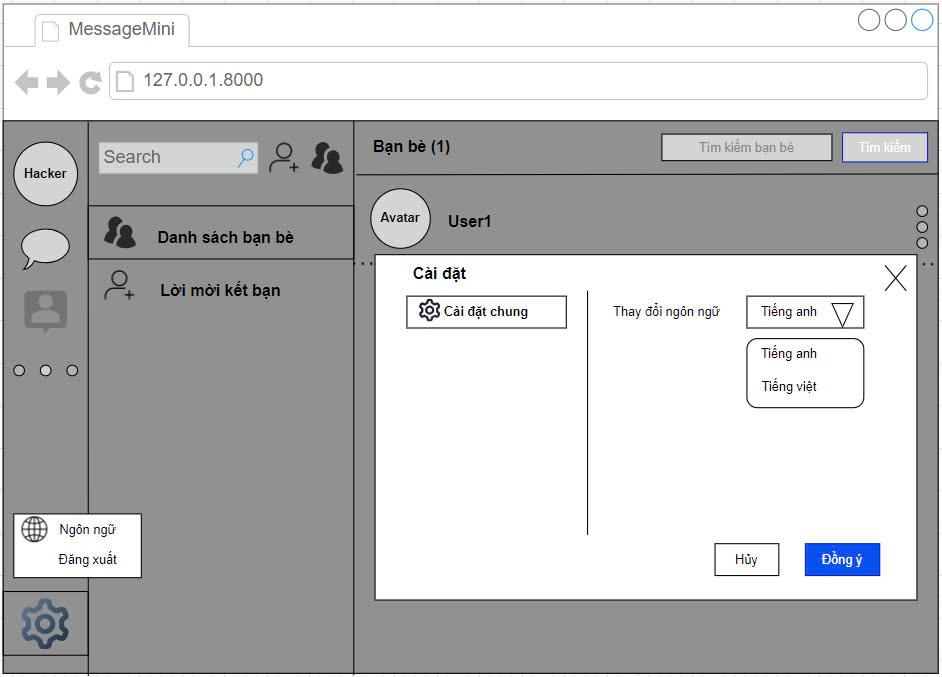 MessageMini
127.0.0.1.8000
Hacker
Search
Bạn bè (1)
Tìm kiếm bạn bè
Tìm kiếm
Danh sách bạn bè
Lời mời kết bạn
Avatar
User1
Cài đặt
Cài đặt chung
Thay đổi ngôn ngữ
Tiếng anh
Tiếng anh
Tiếng việt
Ngôn ngữ
Đăng xuất
Hủy
Đồng ý